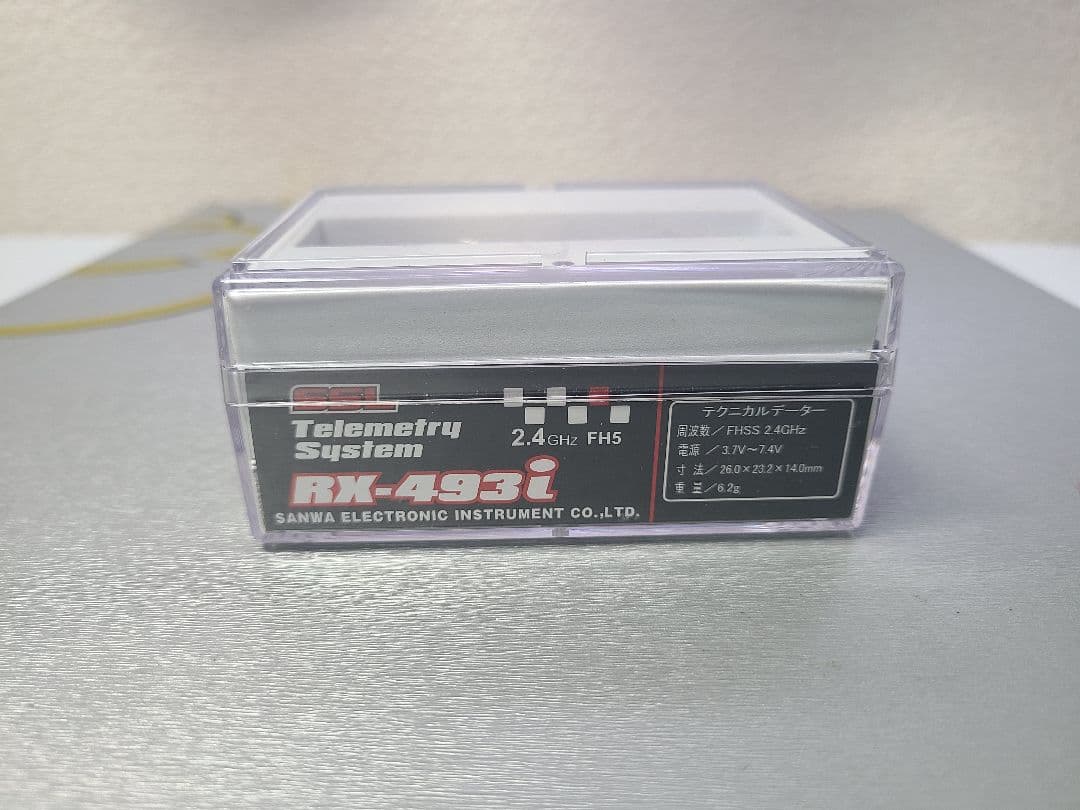 SSL
Telemetry
System
2.4GHz FH5
RX-493i
SANWA ELECTRONIC INSTRUMENT CO.,LTD.
テクニカルデーター
周波数／FHSS 2.4GHz
電源／3.7V～7.4V
寸法／26.0×23.2×14.0mm
重量／6.2g